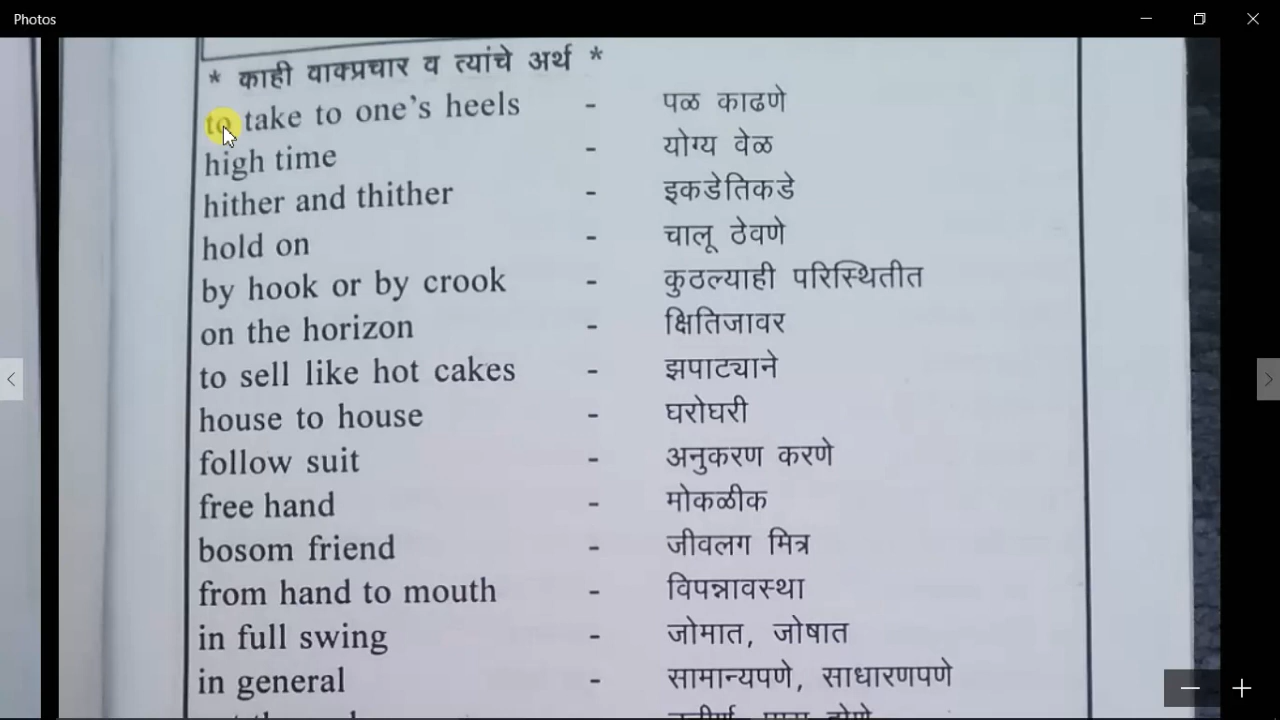 Photos
* काही वाक्प्रचार व त्यांचे अर्थ *
to take to one's heels - पळ काढणे
high time - योग्य वेळ
hither and thither - इकडेतिकडे
hold on - चालू ठेवणे
by hook or by crook - कुठल्याही परिस्थितीत
on the horizon - क्षितिजावर
to sell like hot cakes - झपाट्याने
house to house - घरोघरी
follow suit - अनुकरण करणे
free hand - मोकळीक
bosom friend - जीवलग मित्र
from hand to mouth - विपन्नावस्था
in full swing - जोमात, जोषात
in general - सामान्यपणे, साधारणपणे